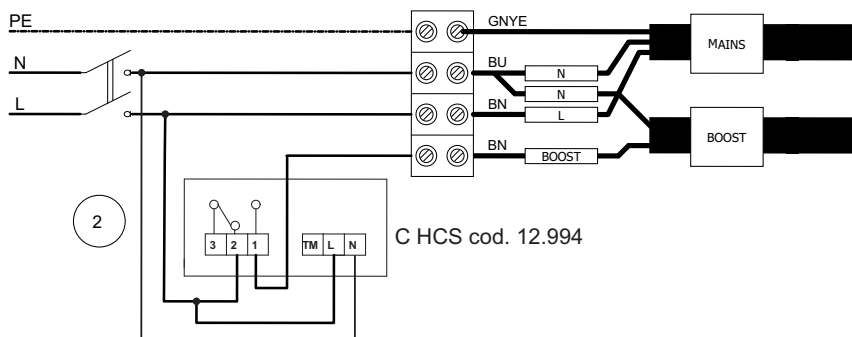 PE
GNYE
MAINS
N
BU
N
N
L
BN
L
BOOST
BN
BOOST
2
3 2 1
TM L N
C HCS cod. 12.994